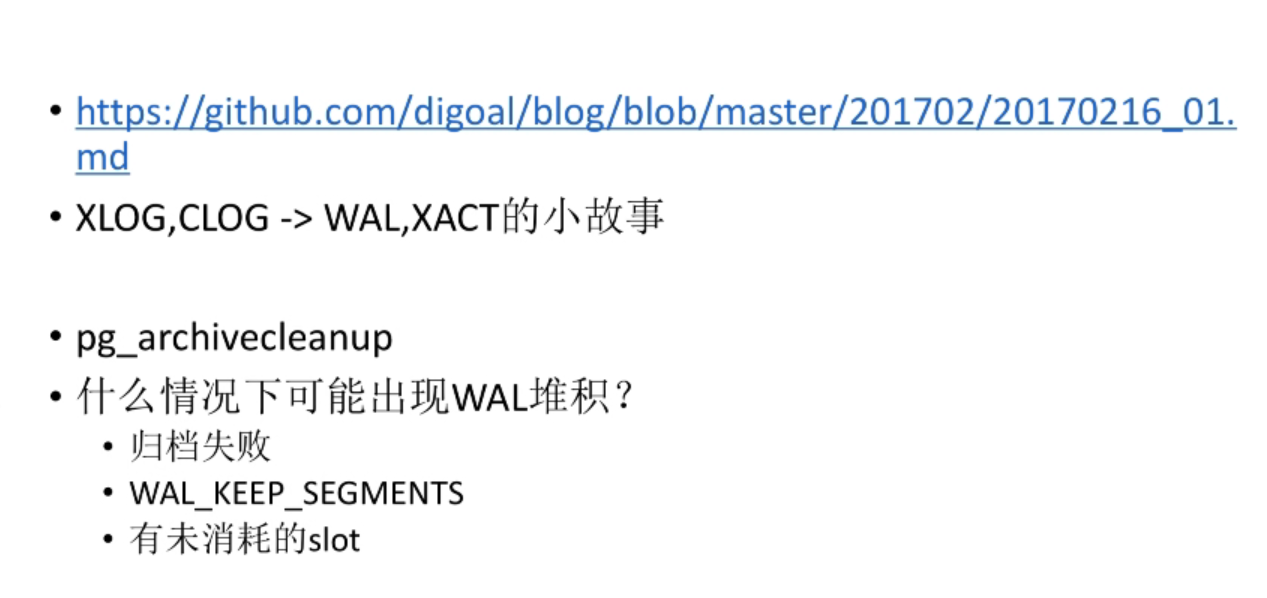 • https://github.com/digoal/blog/blob/master/201702/20170216_01.
md
• XLOG,CLOG -> WAL,XACT的小故事
• pg_archivecleanup
• 什么情况下可能出现WAL堆积？
• 归档失败
• WAL_KEEP_SEGMENTS
• 有未消耗的slot